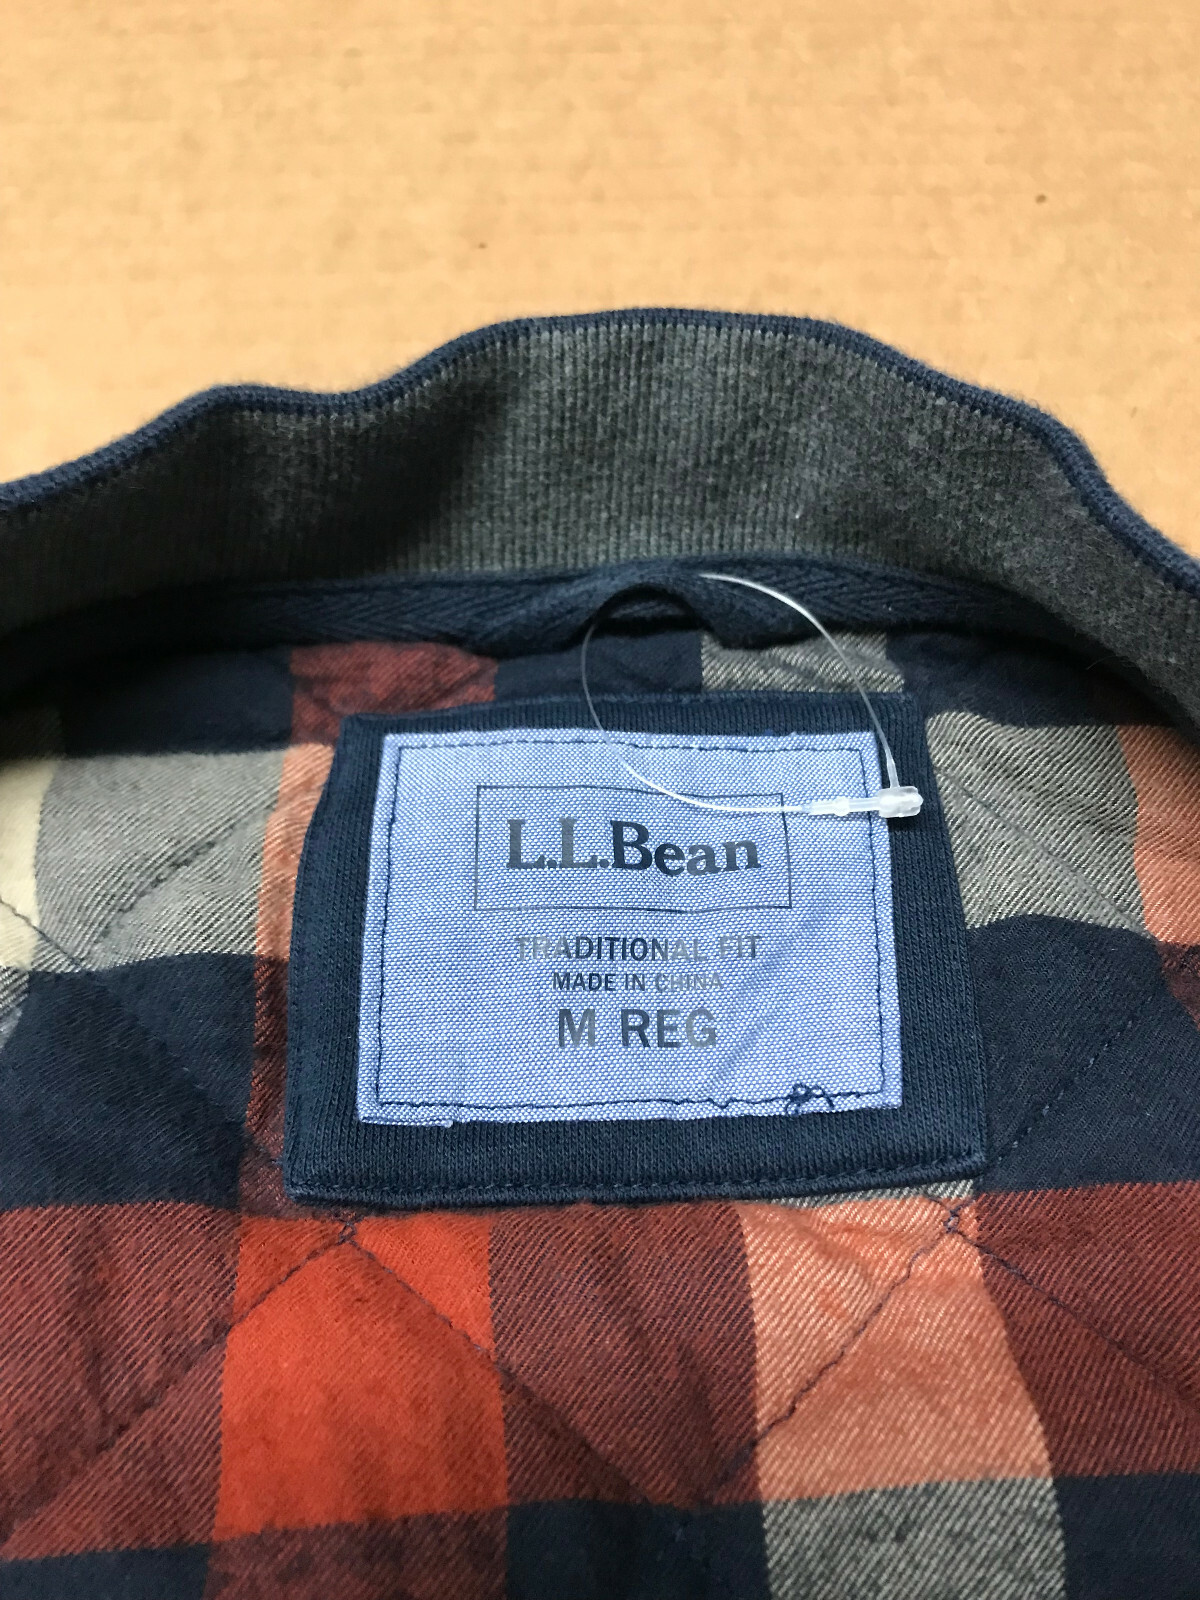 L.L.Bean
TRADITIONAL FIT
MADE IN CHINA
M REG